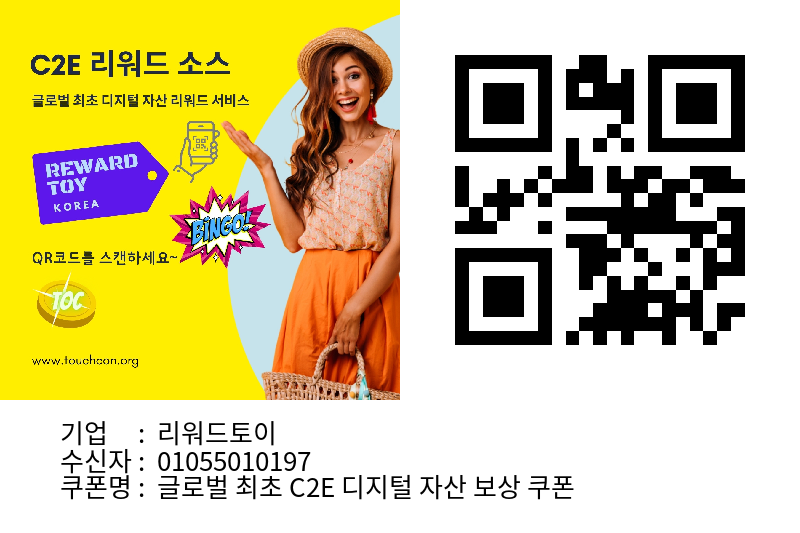 C2E 리워드 소스
글로벌 최초 디지털 자산 리워드 서비스
REWARD
TOY
KOREA
BINGO!
QR코드를 스캔하세요~
TOC
www.touchcon.org
기업 : 리워드토이
수신자 : 01055010197
쿠폰명 : 글로벌 최초 C2E 디지털 자산 보상 쿠폰